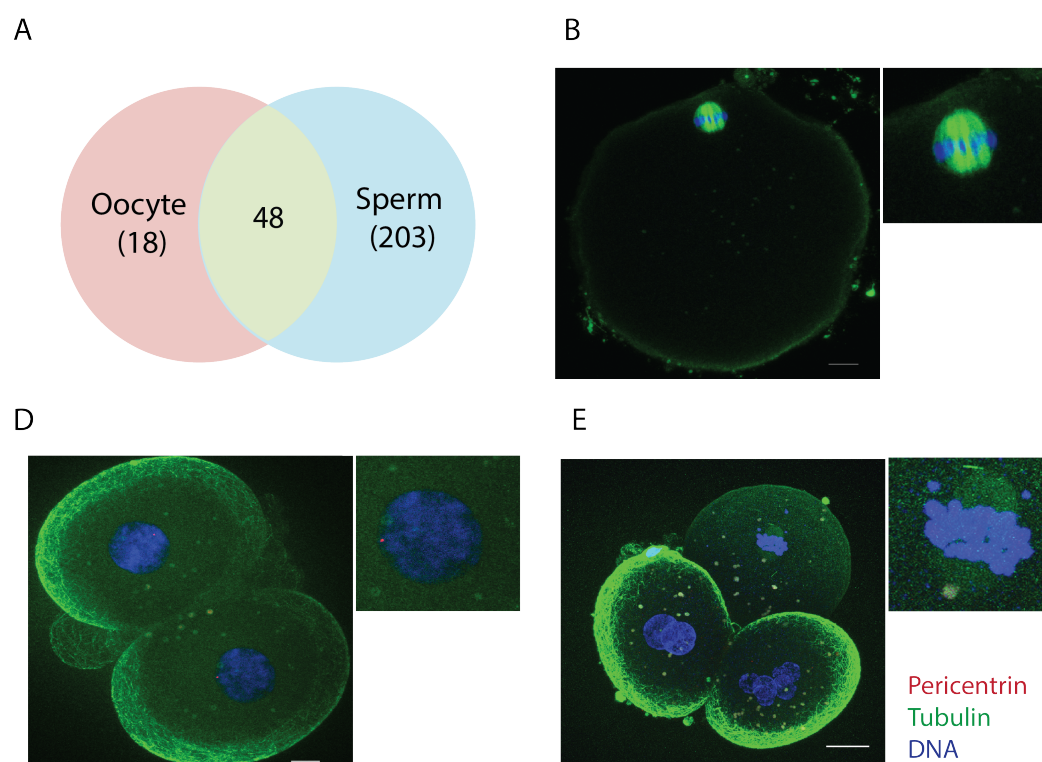 A
B
Oocyte
(18)
48
Sperm
(203)
D
E
Pericentrin
Tubulin
DNA